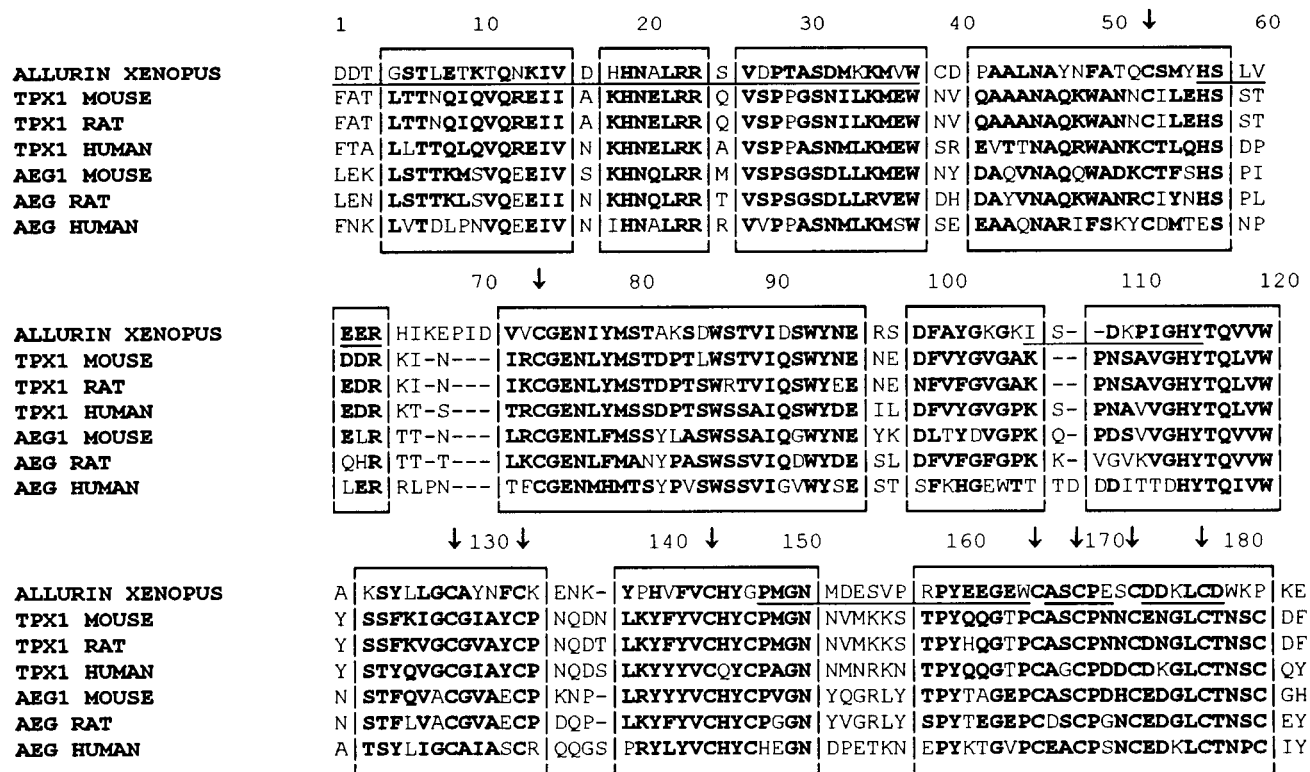 1 10 20 30 40 50 ↓ 60
ALLURIN XENOPUS DDT GSTLETKTQNKIV D HHNALRR S VDPTASDMKKMVW CD PAALNAYNFATQCSMYHS LV
TPX1 MOUSE FAT LTTNQIQVQREII A KHNELRR Q VSPPGSNILKMEW NV QAAANAQKWANNCILEHS ST
TPX1 RAT FAT LTTNQIQVQREII A KHNELRR Q VSPPGSNILKMEW NV QAAANAQKWANNCILEHS ST
TPX1 HUMAN FTA LLTTQLQVQREIV N KHNELRK A VSPPASNMLKMEW SR EVTTNAQRWANKCTLQHS DP
AEG1 MOUSE LEK LSTTKMSVQEEII S KHNQLRR M VSPSGSDLLKMEW NY DAQVNAQQWADKCTFSHS PI
AEG RAT LEN LSTTKLSVQEEII N KHNQLRR T VSPSGSDLLRVEW DH DAYVNAQKWANRCIYNHS PL
AEG HUMAN FNK LVTDLPNVQEEIV N IHNALRR R VVPPASNMLKMSW SE EAAQNARIFSKYCDMTES NP
70 ↓ 80 90 100 110 120
ALLURIN XENOPUS EER HIKEPID VVCGENIYMSTAKSDWSTVIDSWYNE RS DFAYGKGKI S- -DKPIGHYTQVVW
TPX1 MOUSE DDR KI-N--- IRCGENLYMSTDPTLWSTVIQSWYNE NE DFVYGVGAK -- PNSAVGHYTQLVW
TPX1 RAT EDR KI-N--- IKCGENLYMSTDPTSWRTVIQSWYEE NE NFVFGVGAK -- PNSAVGHYTQLVW
TPX1 HUMAN EDR KT-S--- TRCGENLYMSSDPTSWSSAIQSWYDE IL DFVYGVGPK S- PNAVVGHYTQLVW
AEG1 MOUSE ELR TT-N--- LRCGENLFMSSYLASWSSAIQGWYNE YK DLTYDVGPK Q- PDSVVGHYTQVVW
AEG RAT QHR TT-T--- LKCGENLFMANYPASWSSVIQDWYDE SL DFVFGFGPK K- VGVKVGHYTQVVW
AEG HUMAN LER RLPN--- TFCGENMHMTSYPVSWSSVIGVWYSE ST SFKHGEWTT TD DDITTDHYTQIVW
↓ 130 ↓ 140 ↓ 150 160 ↓ ↓ 170 ↓ ↓ 180
ALLURIN XENOPUS A KSYLLGCAYNFCK ENK- YPHVFVCHYGPMGN MDESVP RPYEEGEWCASCPESCDDKLCDWKP KE
TPX1 MOUSE Y SSFKIGCGIAYCP NQDN LKYFYVCHYCPMGN NVMKKS TPYQQGTPCASCPNNCENGLCTNSC DF
TPX1 RAT Y SSFKVGCGVAYCP NQDT LKYFYVCHYCPMGN NVMKKS TPYHQGTPCASCPNNCDNGLCTNSC DF
TPX1 HUMAN Y STYQVGCGVAYCP NQDS LKYYYVCQYCPAGN NMNRKN TPYQQGTPCAGCPDDCDKGLCTNSC QY
AEG1 MOUSE N STFQVACGVAECP KNP- LRYYYVCHYCPVGN YQGRLY TPYTAGEPCASCPDHCEDGLCTNSC GH
AEG RAT N STFLVACGVAECP DQP- LKYFYVCHYCPGGN YVGRLY SPYTEGEPCDSCPGNCEDGLCTNSC EY
AEG HUMAN A TSYLIGCAIASCR QQGS PRYLYVCHYCHEGN DPETKN EPYKTGVPCEACPSNCEDKLCTNPC IY